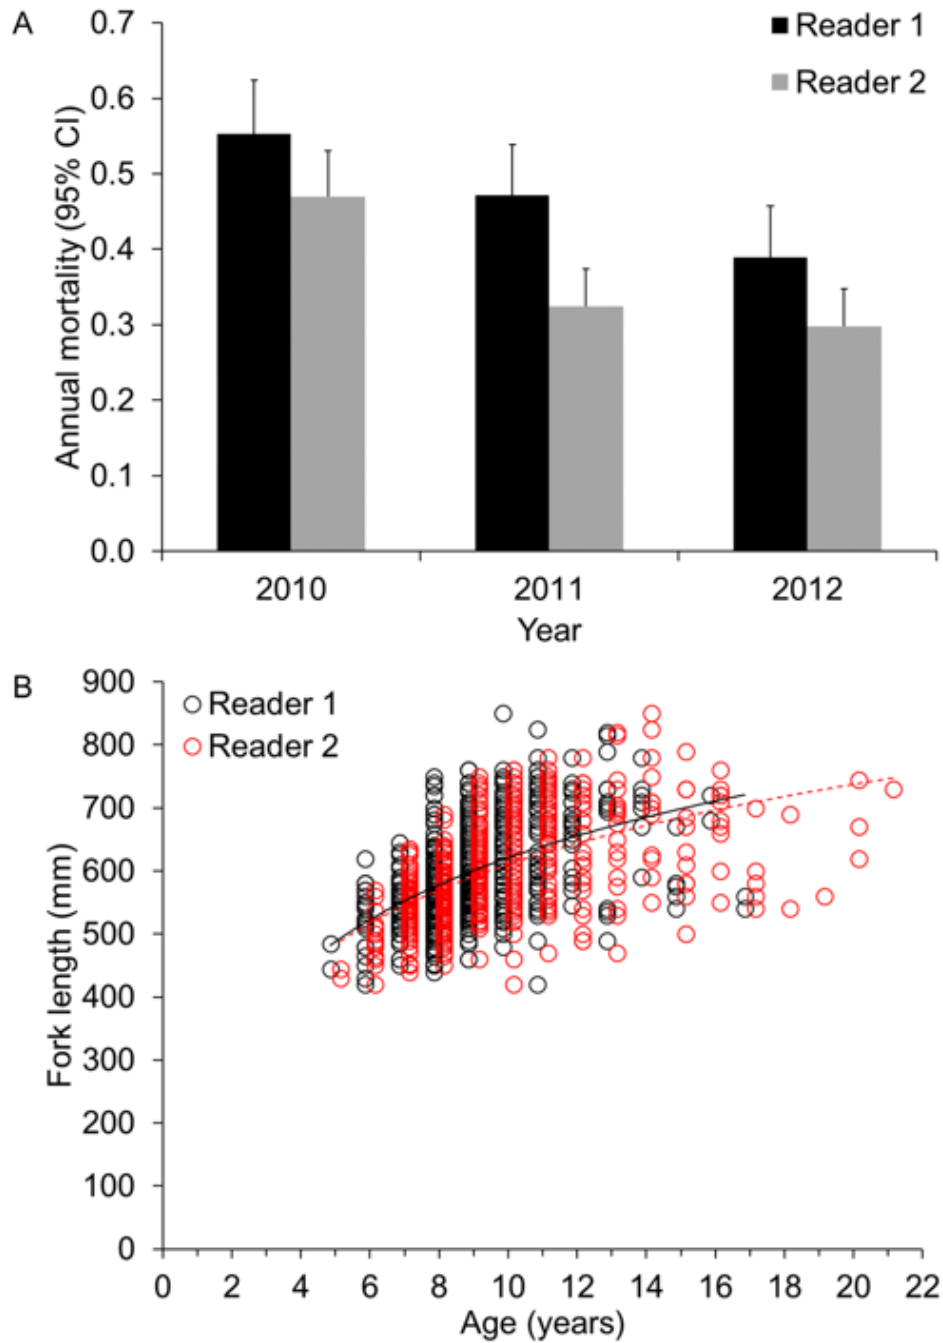 A
Reader 1
Reader 2
Annual mortality (95% CI)
0.7
0.6
0.5
0.4
0.3
0.2
0.1
0.0
2010 2011 2012
Year
B
Reader 1
Reader 2
Fork length (mm)
900
800
700
600
500
400
300
200
100
0
0 2 4 6 8 10 12 14 16 18 20 22
Age (years)